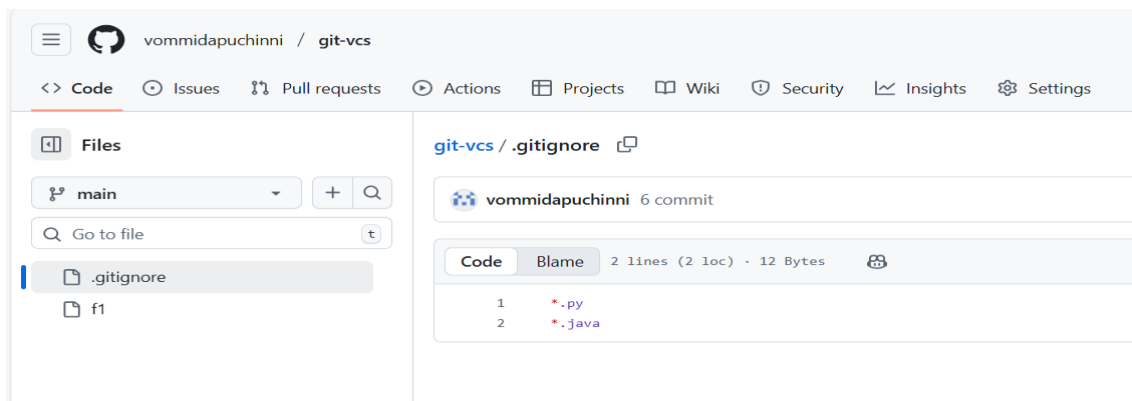 vommidapuchinni / git-vcs
<> Code Issues Pull requests Actions Projects Wiki Security Insights Settings
Files
main
Go to file t
.gitignore
f1
git-vcs / .gitignore
vommidapuchinni 6 commit
Code Blame 2 lines (2 loc) · 12 Bytes
1 *.py
2 *.java